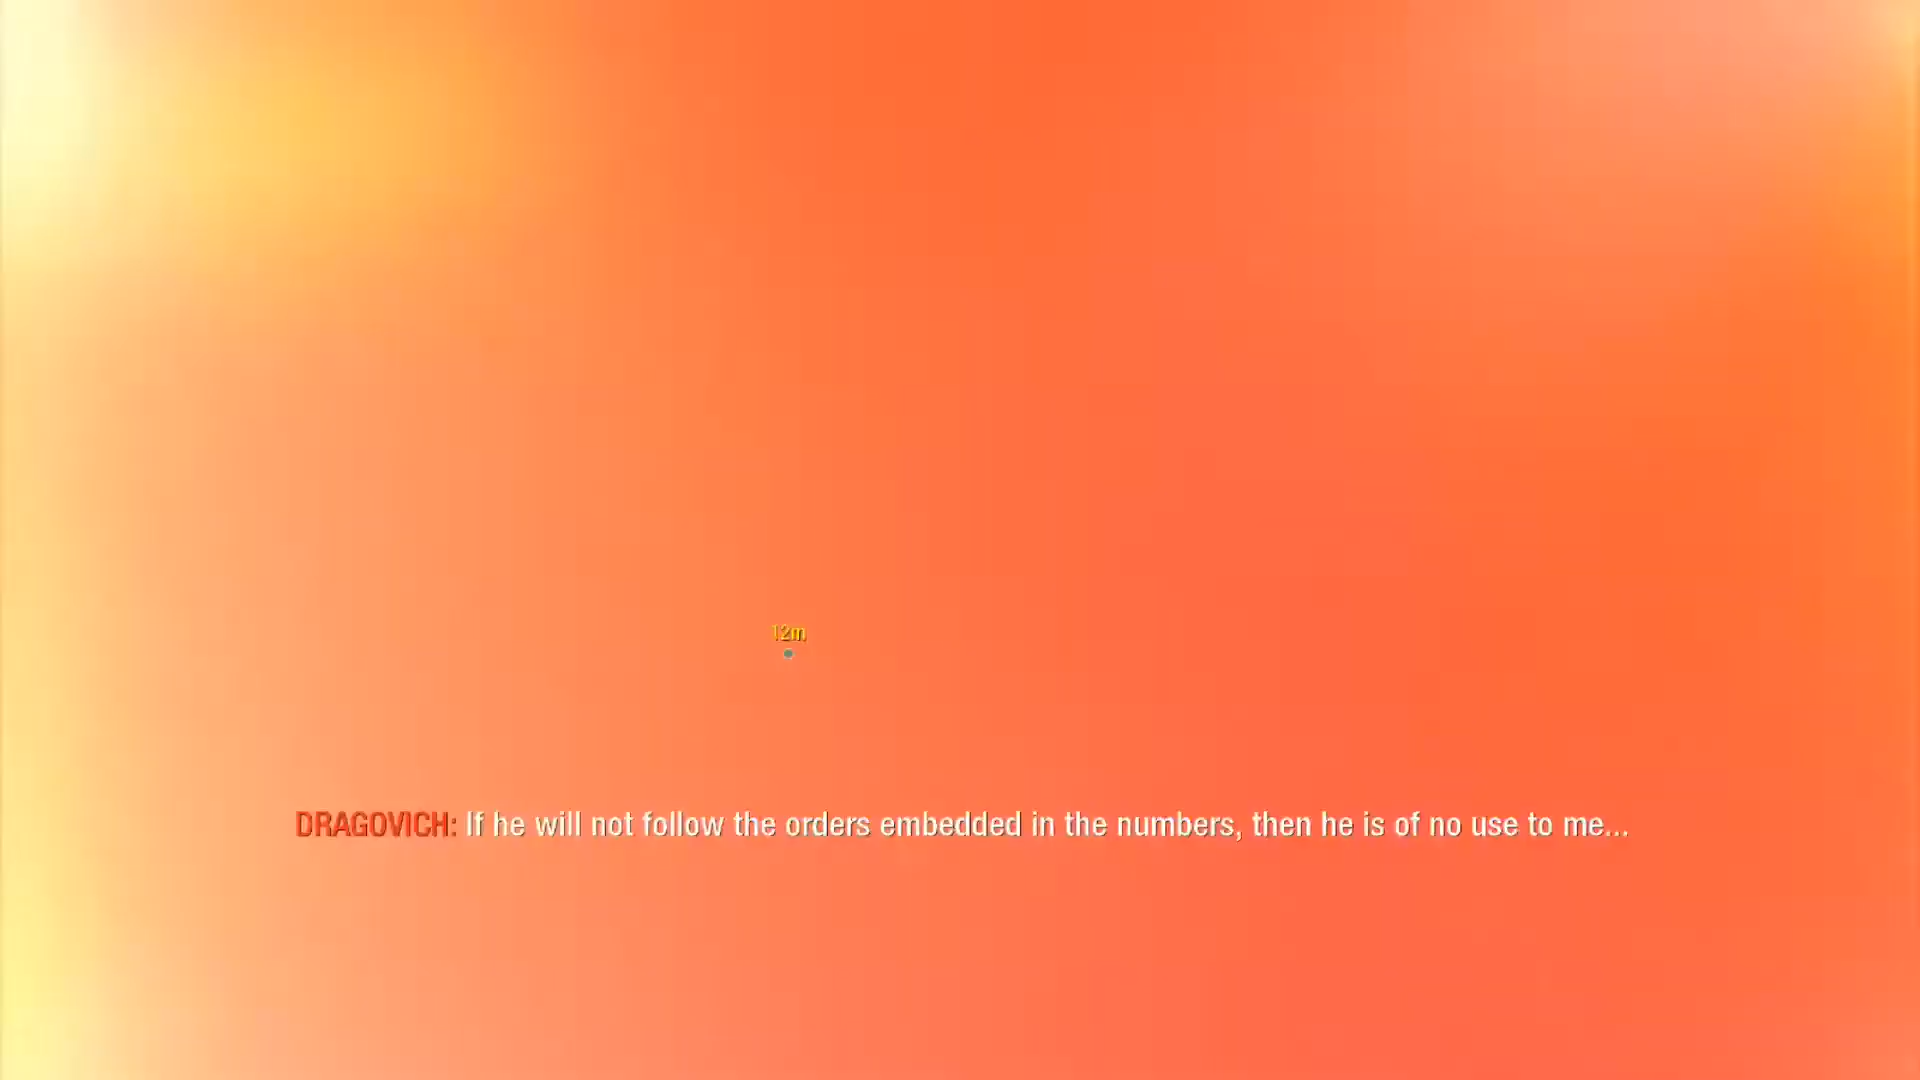 12m
DRAGOVICH: If he will not follow the orders embedded in the numbers, then he is of no use to me...